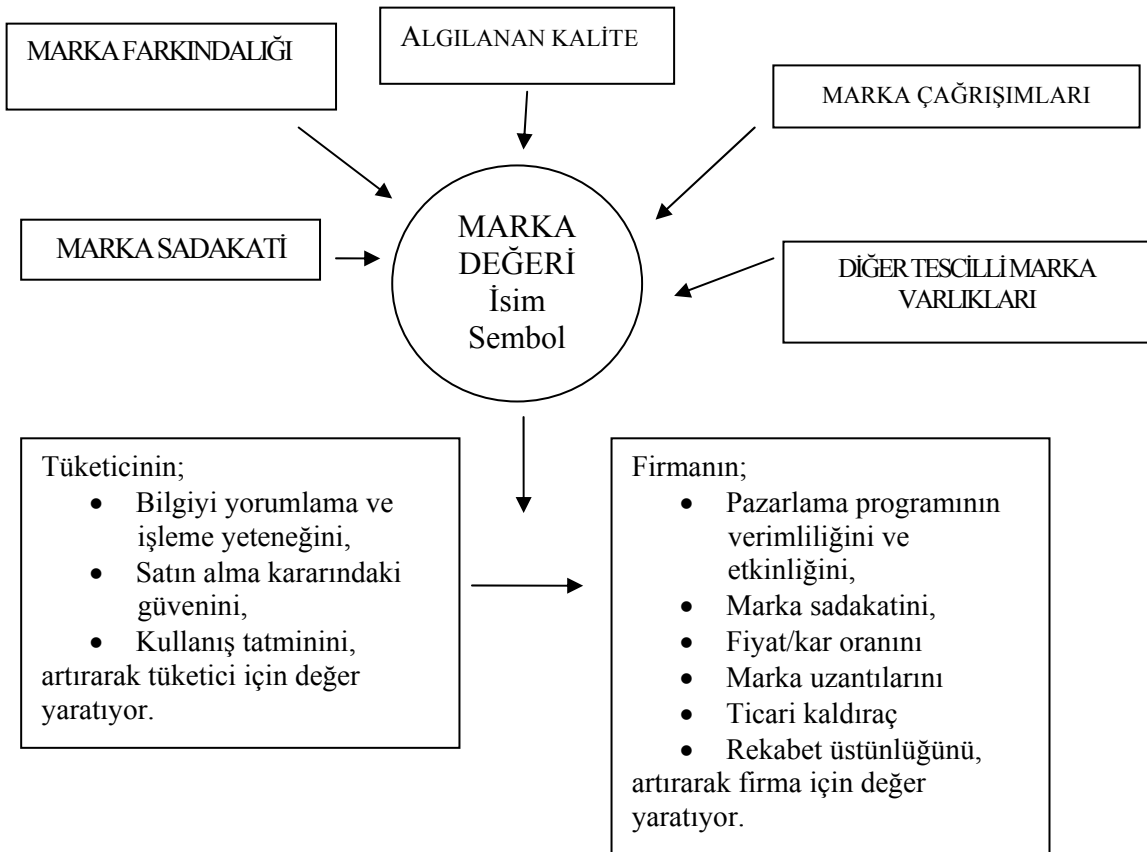 MARKA FARKINDALIĞI
ALGILANAN KALİTE
MARKA ÇAĞRIŞIMLARI
MARKA SADAKATİ
MARKA
DEĞERİ
İsim
Sembol
DİĞER TESCİLLİ MARKA
VARLIKLARI
Tüketicinin;
• Bilgiyi yorumlama ve
işleme yeteneğini,
• Satın alma kararındaki
güvenini,
• Kullanış tatminini,
artırarak tüketici için değer
yaratıyor.
Firmanın;
• Pazarlama programının
verimliliğini ve
etkinliğini,
• Marka sadakatini,
• Fiyat/kar oranını
• Marka uzantılarını
• Ticari kaldıraç
• Rekabet üstünlüğünü,
artırarak firma için değer
yaratıyor.